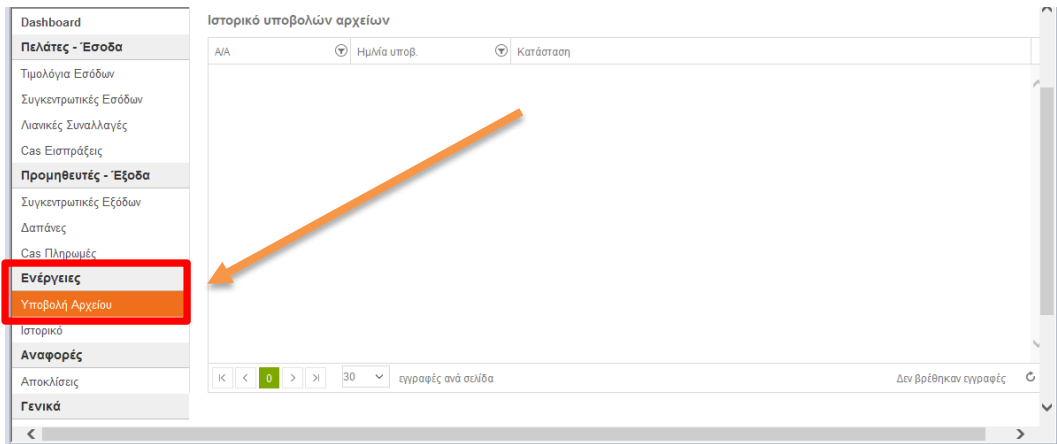 Dashboard
Πελάτες - Έσοδα
Τιμολόγια Εσόδων
Συγκεντρωτικές Εσόδων
Λιανικές Συναλλαγές
Cas Εισπράξεις
Προμηθευτές - Έξοδα
Συγκεντρωτικές Εξόδων
Δαπάνες
Cas Πληρωμές
Ενέργειες
Υποβολή Αρχείου
Ιστορικό
Αναφορές
Αποκλίσεις
Γενικά
Ιστορικό υποβολών αρχείων
Α/Α Ημ/νία υποβ. Κατάσταση
0 30 εγγραφές ανά σελίδα Δεν βρέθηκαν εγγραφές